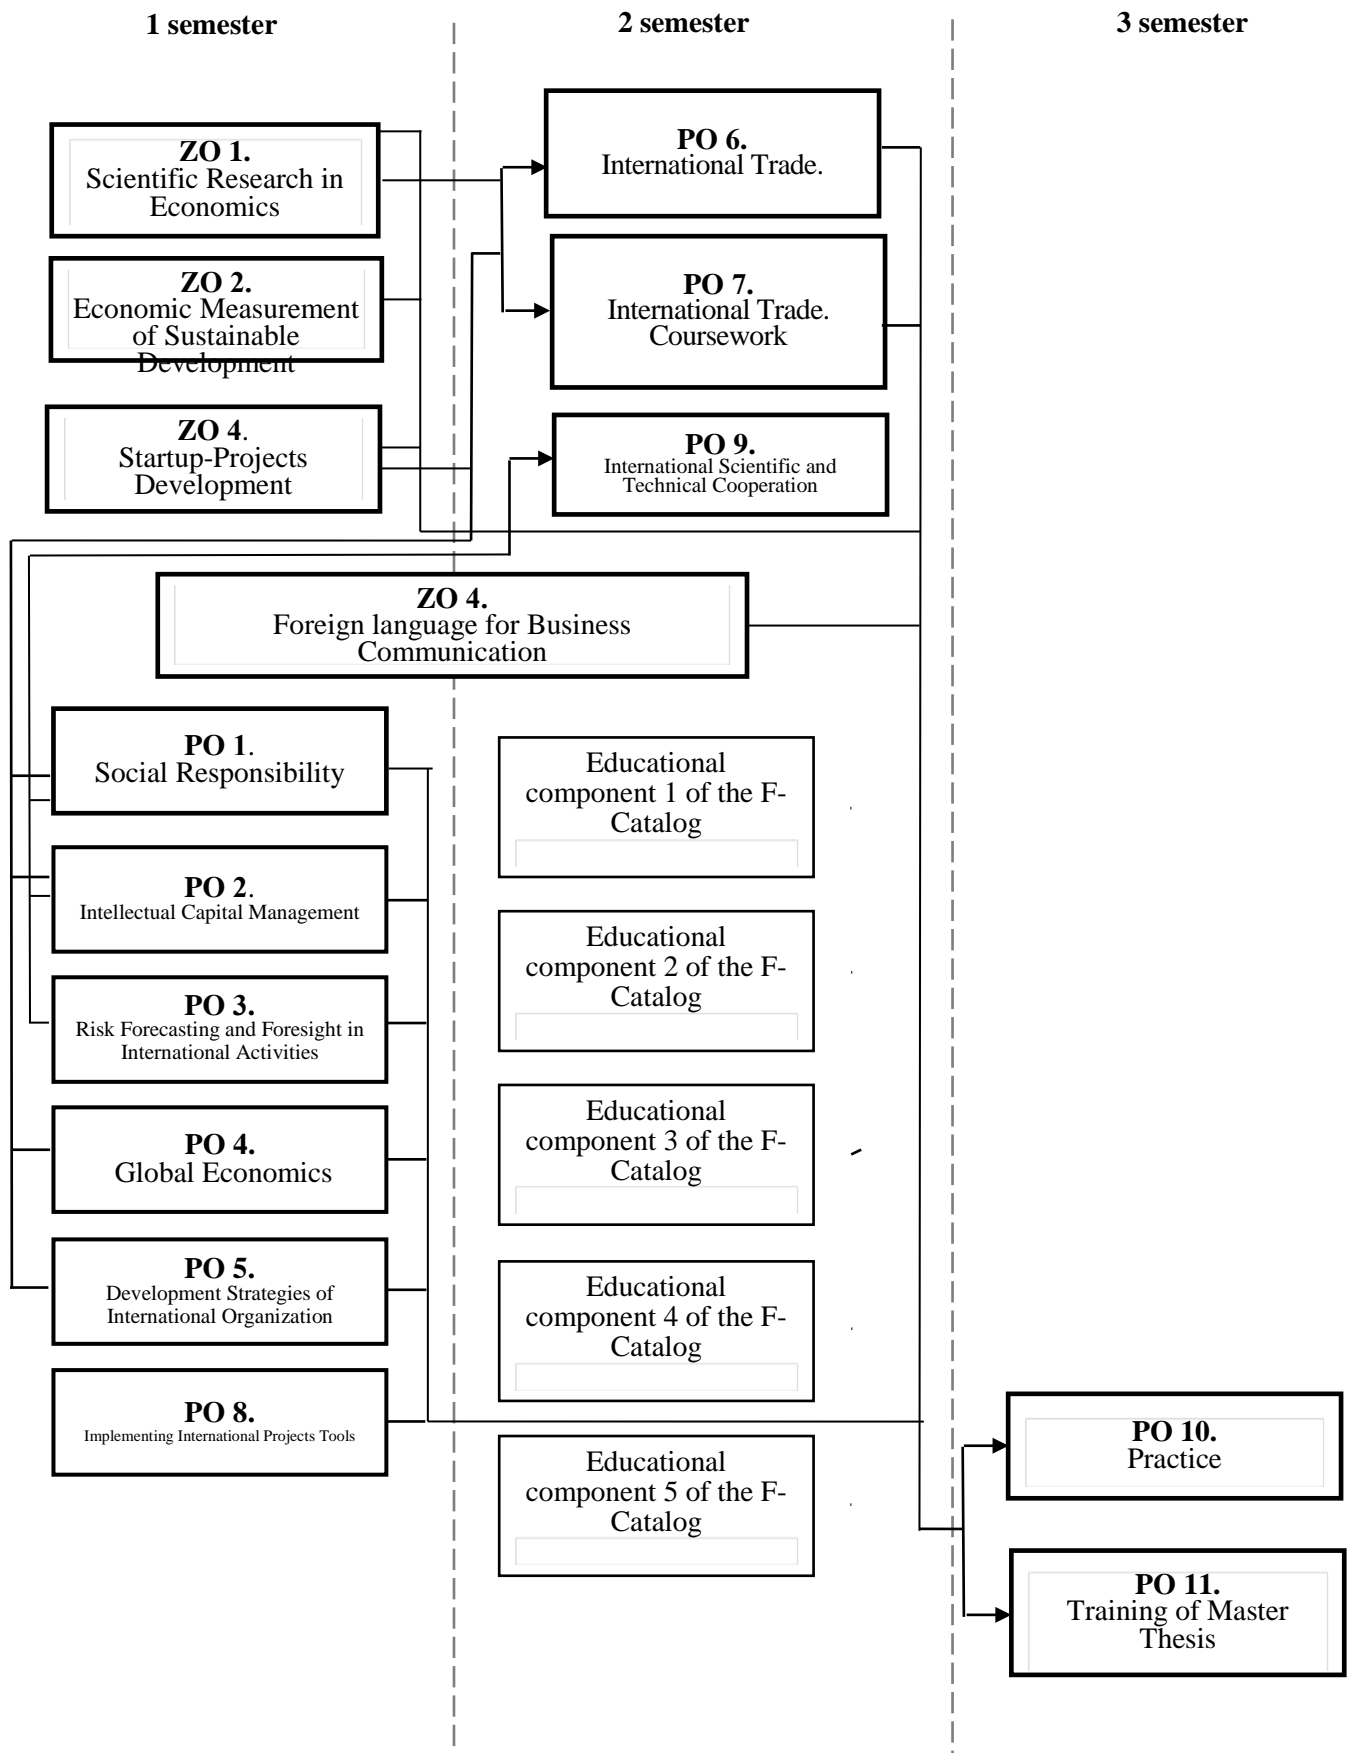 1 semester
2 semester
3 semester
ZO 1.
Scientific Research in
Economics
ZO 2.
Economic Measurement
of Sustainable
Development
ZO 4.
Startup-Projects
Development
PO 6.
International Trade.
PO 7.
International Trade.
Coursework
PO 9.
International Scientific and
Technical Cooperation
ZO 4.
Foreign language for Business
Communication
PO 1.
Social Responsibility
PO 2.
Intellectual Capital Management
PO 3.
Risk Forecasting and Foresight in
International Activities
PO 4.
Global Economics
PO 5.
Development Strategies of
International Organization
PO 8.
Implementing International Projects Tools
Educational
component 1 of the F-
Catalog
Educational
component 2 of the F-
Catalog
Educational
component 3 of the F-
Catalog
Educational
component 4 of the F-
Catalog
Educational
component 5 of the F-
Catalog
PO 10.
Practice
PO 11.
Training of Master
Thesis